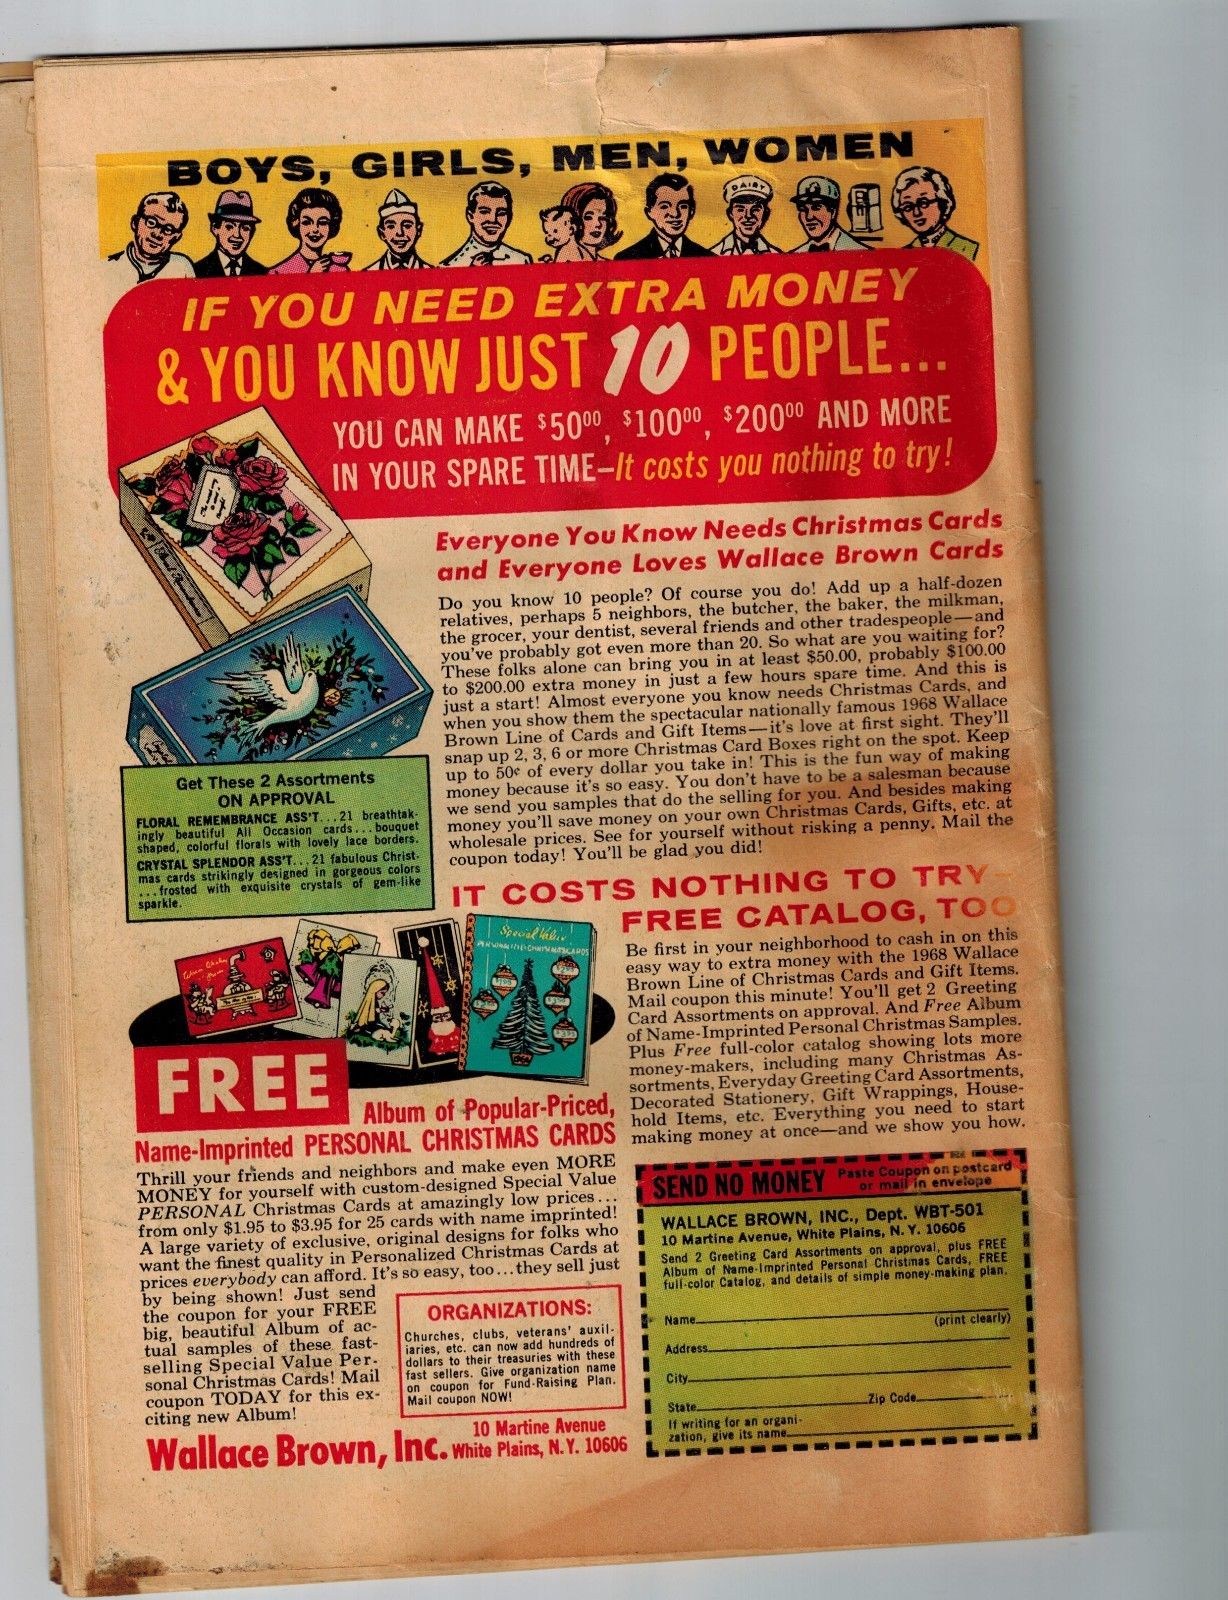 BOYS, GIRLS, MEN, WOMEN
DAIRY
IF YOU NEED EXTRA MONEY
& YOU KNOW JUST 10 PEOPLE...
YOU CAN MAKE $50⁰⁰, $100⁰⁰, $200⁰⁰ AND MORE
IN YOUR SPARE TIME—It costs you nothing to try!
Everyone You Know Needs Christmas Cards
and Everyone Loves Wallace Brown Cards
Do you know 10 people? Of course you do! Add up a half-dozen
relatives, perhaps 5 neighbors, the butcher, the baker, the milkman,
the grocer, your dentist, several friends and other tradespeople—and
you've probably got even more than 20. So what are you waiting for?
These folks alone can bring you in at least $50.00, probably $100.00
to $200.00 extra money in just a few hours spare time. And this is
just a start! Almost everyone you know needs Christmas Cards, and
when you show them the spectacular nationally famous 1968 Wallace
Brown Line of Cards and Gift Items—it's love at first sight. They'll
snap up 2, 3, 6 or more Christmas Card Boxes right on the spot. Keep
up to 50¢ of every dollar you take in! This is the fun way of making
money because it's so easy. You don't have to be a salesman because
we send you samples that do the selling for you. And besides making
money you'll save money on your own Christmas Cards, Gifts, etc. at
wholesale prices. See for yourself without risking a penny. Mail the
coupon today! You'll be glad you did!
Get These 2 Assortments
ON APPROVAL
FLORAL REMEMBRANCE ASS'T...21 breathtak-
ingly beautiful All Occasion cards...bouquet
shaped, colorful florals with lovely lace borders.
CRYSTAL SPLENDOR ASS'T...21 fabulous Christ-
mas cards strikingly designed in gorgeous colors
...frosted with exquisite crystals of gem-like
sparkle.
IT COSTS NOTHING TO TRY—
FREE CATALOG, TOO
Be first in your neighborhood to cash in on this
easy way to extra money with the 1968 Wallace
Brown Line of Christmas Cards and Gift Items.
Mail coupon this minute! You'll get 2 Greeting
Card Assortments on approval. And Free Album
of Name-Imprinted Personal Christmas Samples.
Plus Free full-color catalog showing lots more
money-makers, including many Christmas As-
sortments, Everyday Greeting Card Assortments,
Decorated Stationery, Gift Wrappings, House-
hold Items, etc. Everything you need to start
making money at once—and we show you how.
Special Value
PERSONALIZED CHRISTMAS CARDS
FREE
Album of Popular-Priced,
Name-Imprinted PERSONAL CHRISTMAS CARDS
Thrill your friends and neighbors and make even MORE
MONEY for yourself with custom-designed Special Value
PERSONAL Christmas Cards at amazingly low prices...
from only $1.95 to $3.95 for 25 cards with name imprinted!
A large variety of exclusive, original designs for folks who
want the finest quality in Personalized Christmas Cards at
prices everybody can afford. It's so easy, too...they sell just
by being shown! Just send
the coupon for your FREE
big, beautiful Album of ac-
tual samples of these fast-
selling Special Value Per-
sonal Christmas Cards! Mail
coupon TODAY for this ex-
citing new Album!
ORGANIZATIONS:
Churches, clubs, veterans' auxil-
iaries, etc. can now add hundreds of
dollars to their treasuries with these
fast sellers. Give organization name
on coupon for Fund-Raising Plan.
Mail coupon NOW!
Wallace Brown, Inc.
10 Martine Avenue
White Plains, N.Y. 10606
SEND NO MONEY
Paste Coupon on postcard
or mail in envelope
WALLACE BROWN, INC., Dept. WBT-501
10 Martine Avenue, White Plains, N. Y. 10606
Send 2 Greeting Card Assortments on approval, plus FREE
Album of Name-Imprinted Personal Christmas Cards, FREE
full-color Catalog, and details of simple money-making plan.
Name (print clearly)
Address
City
State Zip Code
If writing for an organi-
zation, give its name